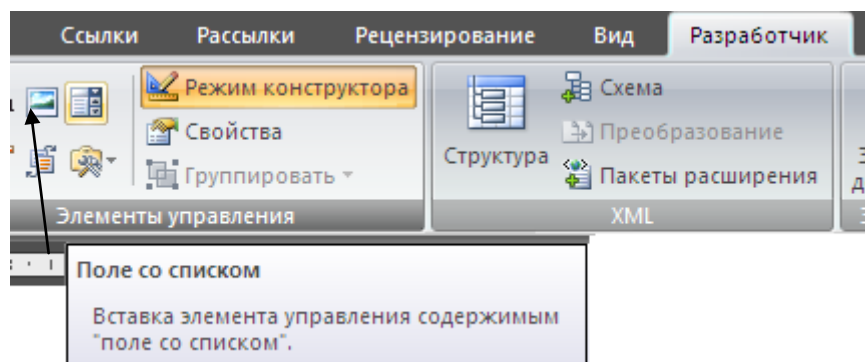 Ссылки Рассылки Рецензирование Вид Разработчик
Режим конструктора
Свойства
Группировать
Элементы управления
Структура
Схема
Преобразование
Пакеты расширения
XML
Поле со списком
Вставка элемента управления содержимым
"поле со списком".